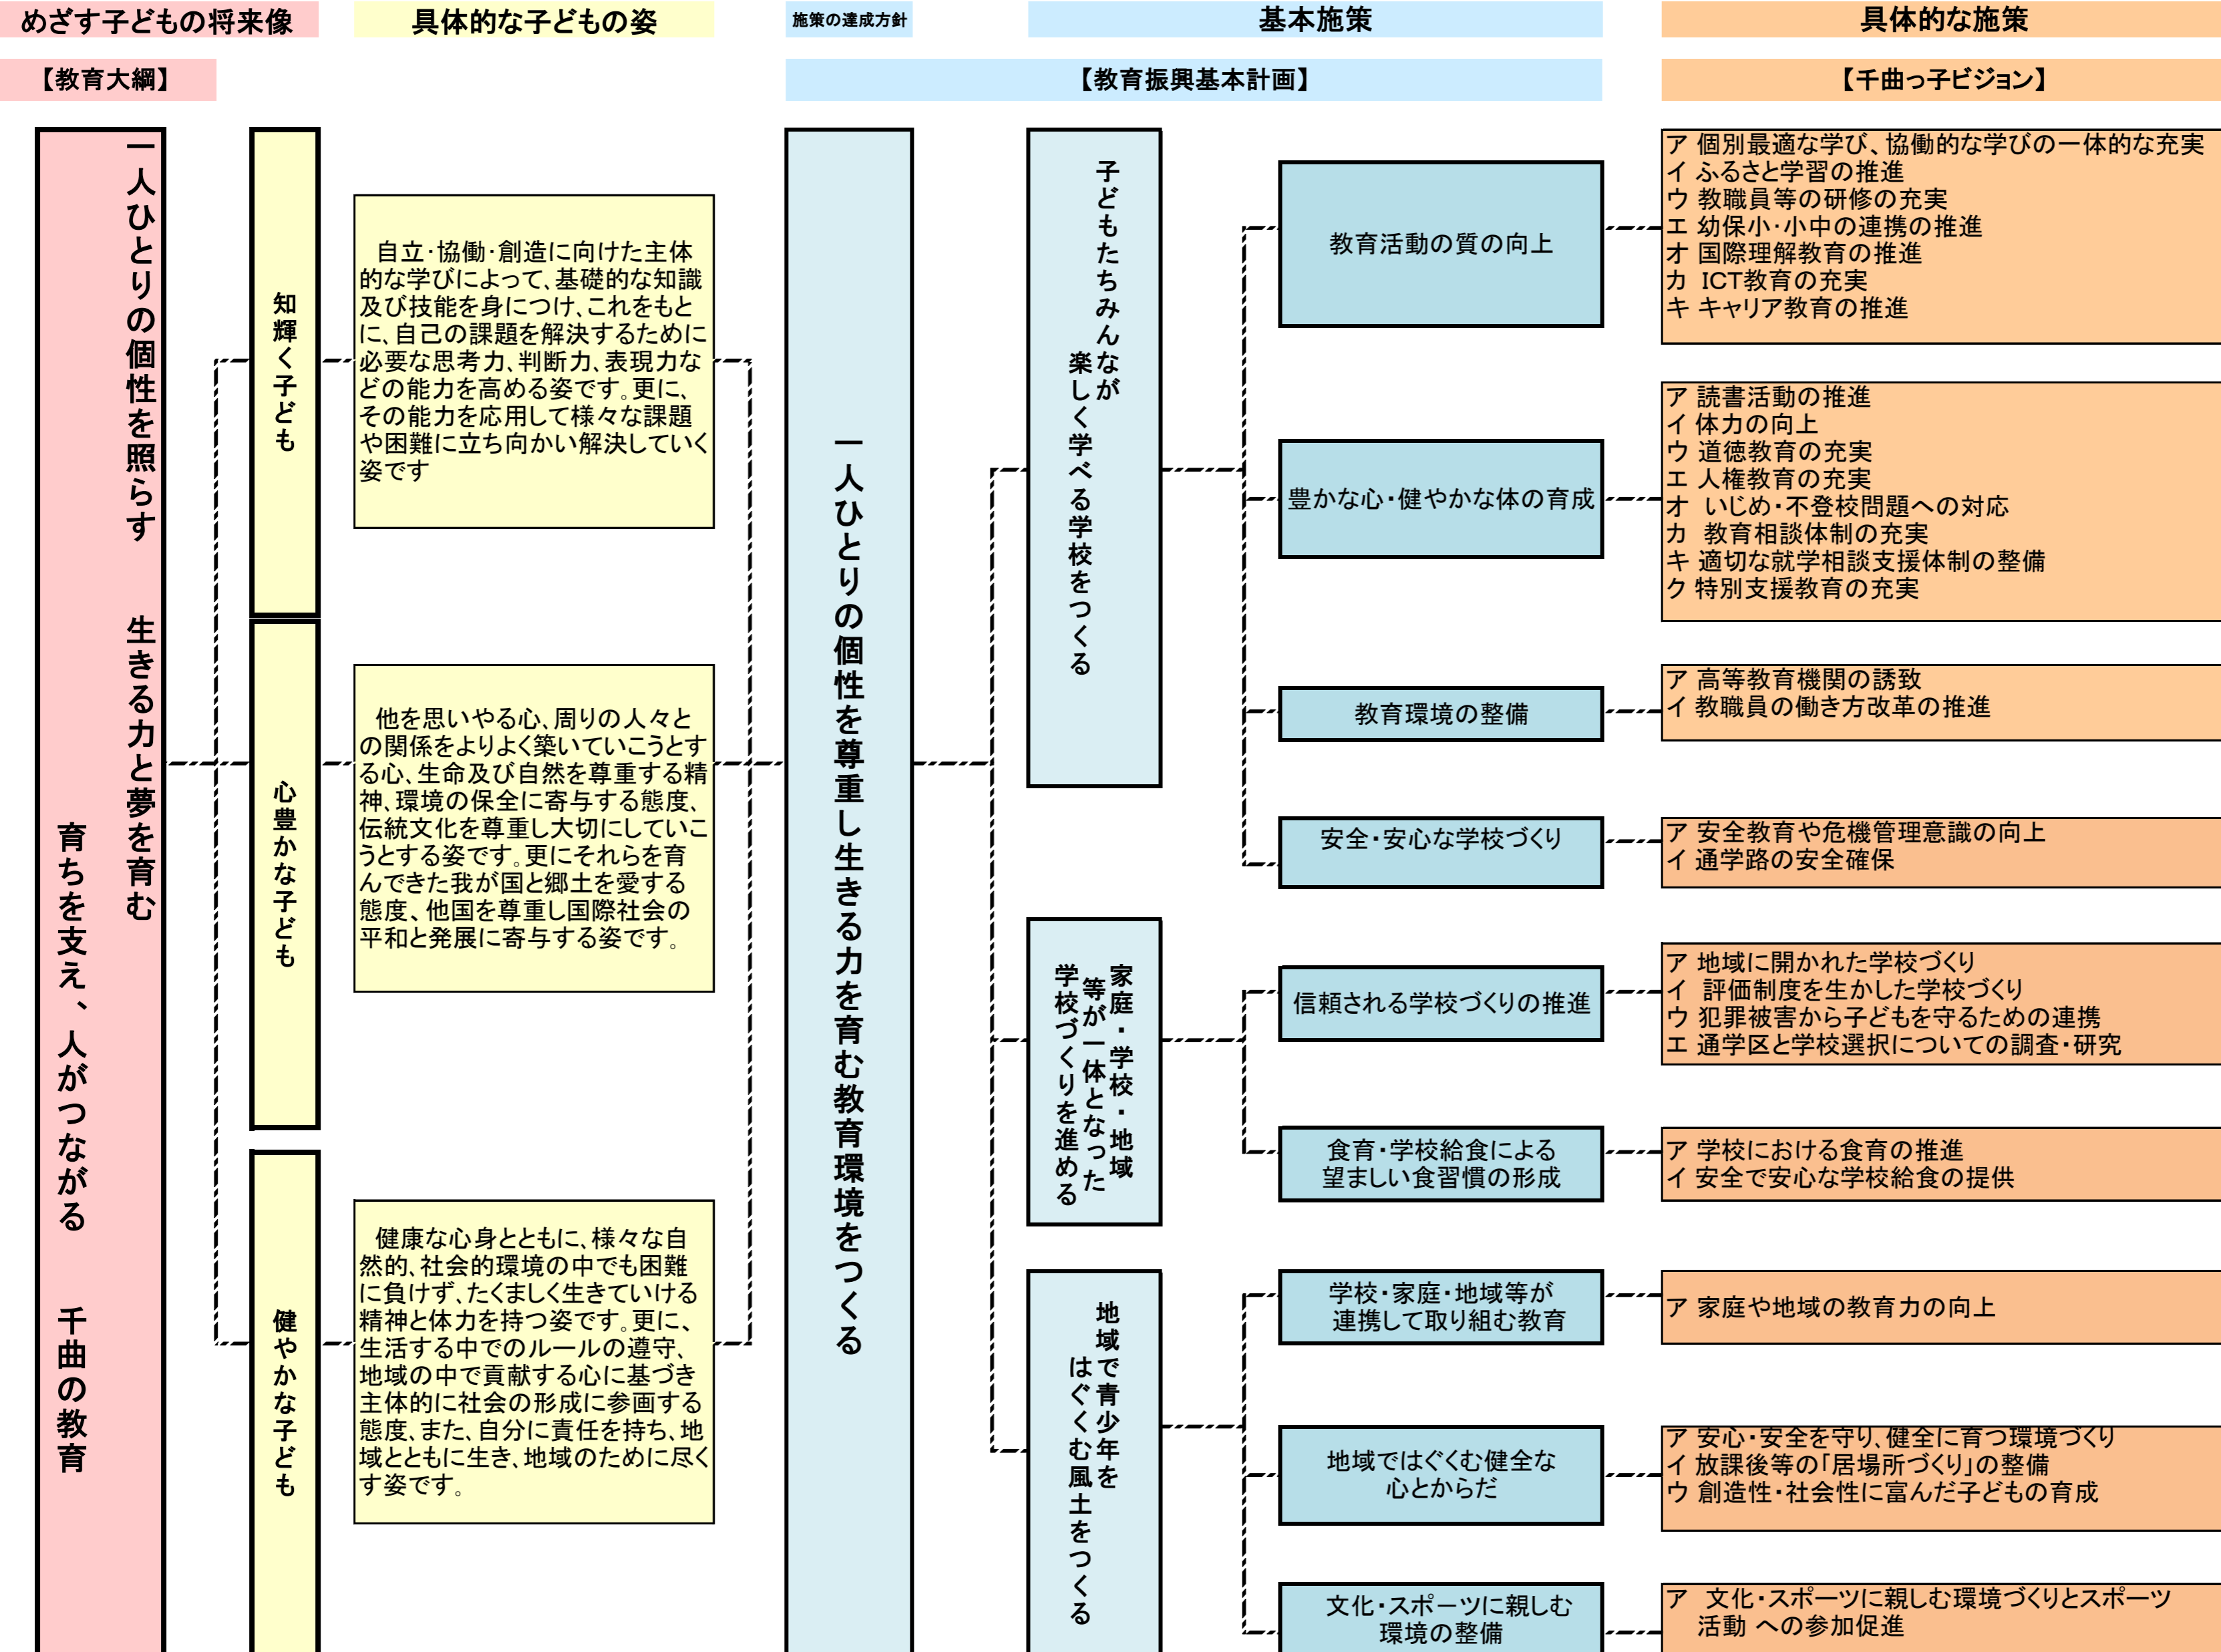 めざす子どもの将来像
具体的な子どもの姿
施策の達成方針
基本施策
具体的な施策
【教育大綱】
【教育振興基本計画】
【千曲っ子ビジョン】
一人ひとりの個性を照らす　生きる力と夢を育む
育ちを支え、人がつながる　千曲の教育
知輝く子ども
自立・協働・創造に向けた主体
的な学びによって、基礎的な知識
及び技能を身につけ、これをもと
に、自己の課題を解決するために
必要な思考力、判断力、表現力な
どの能力を高める姿です。更に、
その能力を応用して様々な課題
や困難に立ち向かい解決していく
姿です
心豊かな子ども
他を思いやる心、周りの人々と
の関係をよりよく築いていこうとす
る心、生命及び自然を尊重する精
神、環境の保全に寄与する態度、
伝統文化を尊重し大切にしていこ
うとする姿です。更にそれらを育
んできた我が国と郷土を愛する
態度、他国を尊重し国際社会の
平和と発展に寄与する姿です。
健やかな子ども
健康な心身とともに、様々な自
然的、社会的環境の中でも困難
に負けず、たくましく生きていける
精神と体力を持つ姿です。更に、
生活する中でのルールの遵守、
地域の中で貢献する心に基づき
主体的に社会の形成に参画する
態度、また、自分に責任を持ち、地
域とともに生き、地域のために尽く
す姿です。
一人ひとりの個性を尊重し生きる力を育む教育環境をつくる
子どもたちみんなが
楽しく学べる学校をつくる
教育活動の質の向上
ア 個別最適な学び、協働的な学びの一体的な充実
イ ふるさと学習の推進
ウ 教職員等の研修の充実
エ 幼保小・小中の連携の推進
オ 国際理解教育の推進
カ ICT教育の充実
キ キャリア教育の推進
豊かな心・健やかな体の育成
ア 読書活動の推進
イ 体力の向上
ウ 道徳教育の充実
エ 人権教育の充実
オ いじめ・不登校問題への対応
カ 教育相談体制の充実
キ 適切な就学相談支援体制の整備
ク 特別支援教育の充実
教育環境の整備
ア 高等教育機関の誘致
イ 教職員の働き方改革の推進
安全・安心な学校づくり
ア 安全教育や危機管理意識の向上
イ 通学路の安全確保
家庭・学校・地域
等が一体となった
学校づくりを進める
信頼される学校づくりの推進
ア 地域に開かれた学校づくり
イ 評価制度を生かした学校づくり
ウ 犯罪被害から子どもを守るための連携
エ 通学区と学校選択についての調査・研究
食育・学校給食による
望ましい食習慣の形成
ア 学校における食育の推進
イ 安全で安心な学校給食の提供
地域で青少年を
はぐくむ風土をつくる
学校・家庭・地域等が
連携して取り組む教育
ア 家庭や地域の教育力の向上
地域ではぐくむ健全な
心とからだ
ア 安心・安全を守り、健全に育つ環境づくり
イ 放課後等の「居場所づくり」の整備
ウ 創造性・社会性に富んだ子どもの育成
文化・スポーツに親しむ
環境の整備
ア 文化・スポーツに親しむ環境づくりとスポーツ
活動 への参加促進